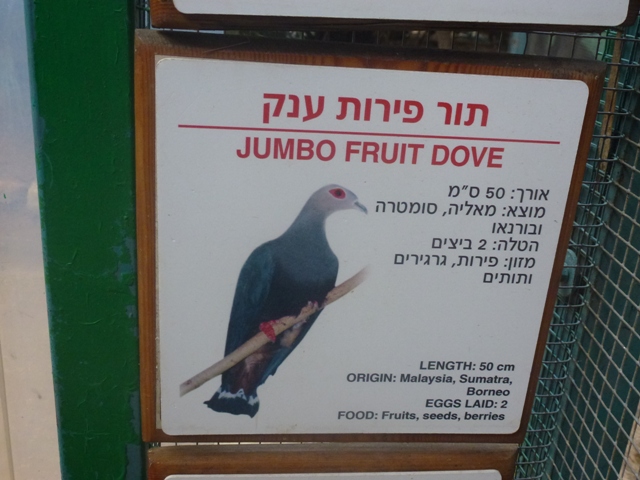 תור פירות ענק
JUMBO FRUIT DOVE
אורך: 50 ס"מ
מוצא: מאליה, סומטרה
ובורנאו
הטלה: 2 ביצים
מזון: פירות, גרגירים
ותותים
LENGTH: 50 cm
ORIGIN: Malaysia, Sumatra,
Borneo
EGGS LAID: 2
FOOD: Fruits, seeds, berries